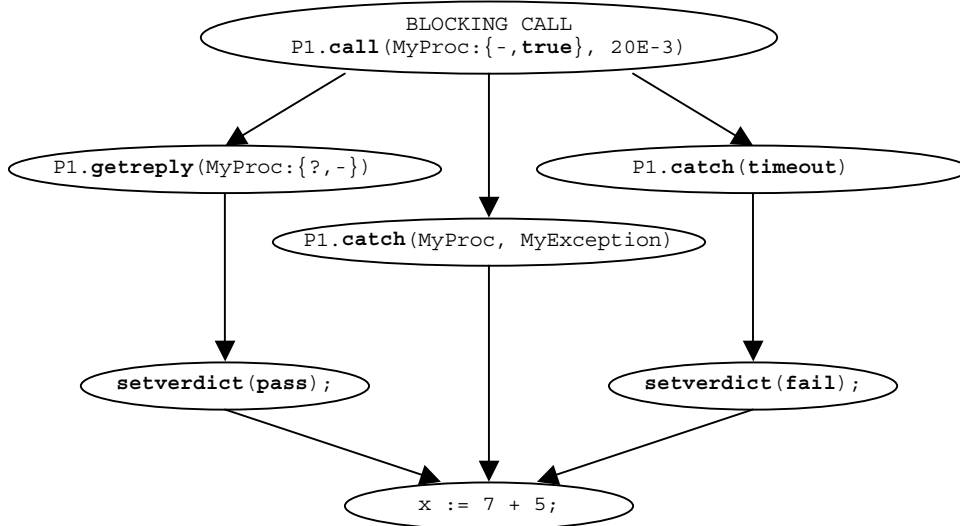 BLOCKING CALL
P1.call(MyProc:{-,true}, 20E-3)
P1.getreply(MyProc:{?,-})
P1.catch(timeout)
P1.catch(MyProc, MyException)
setverdict(pass);
setverdict(fail);
x := 7 + 5;